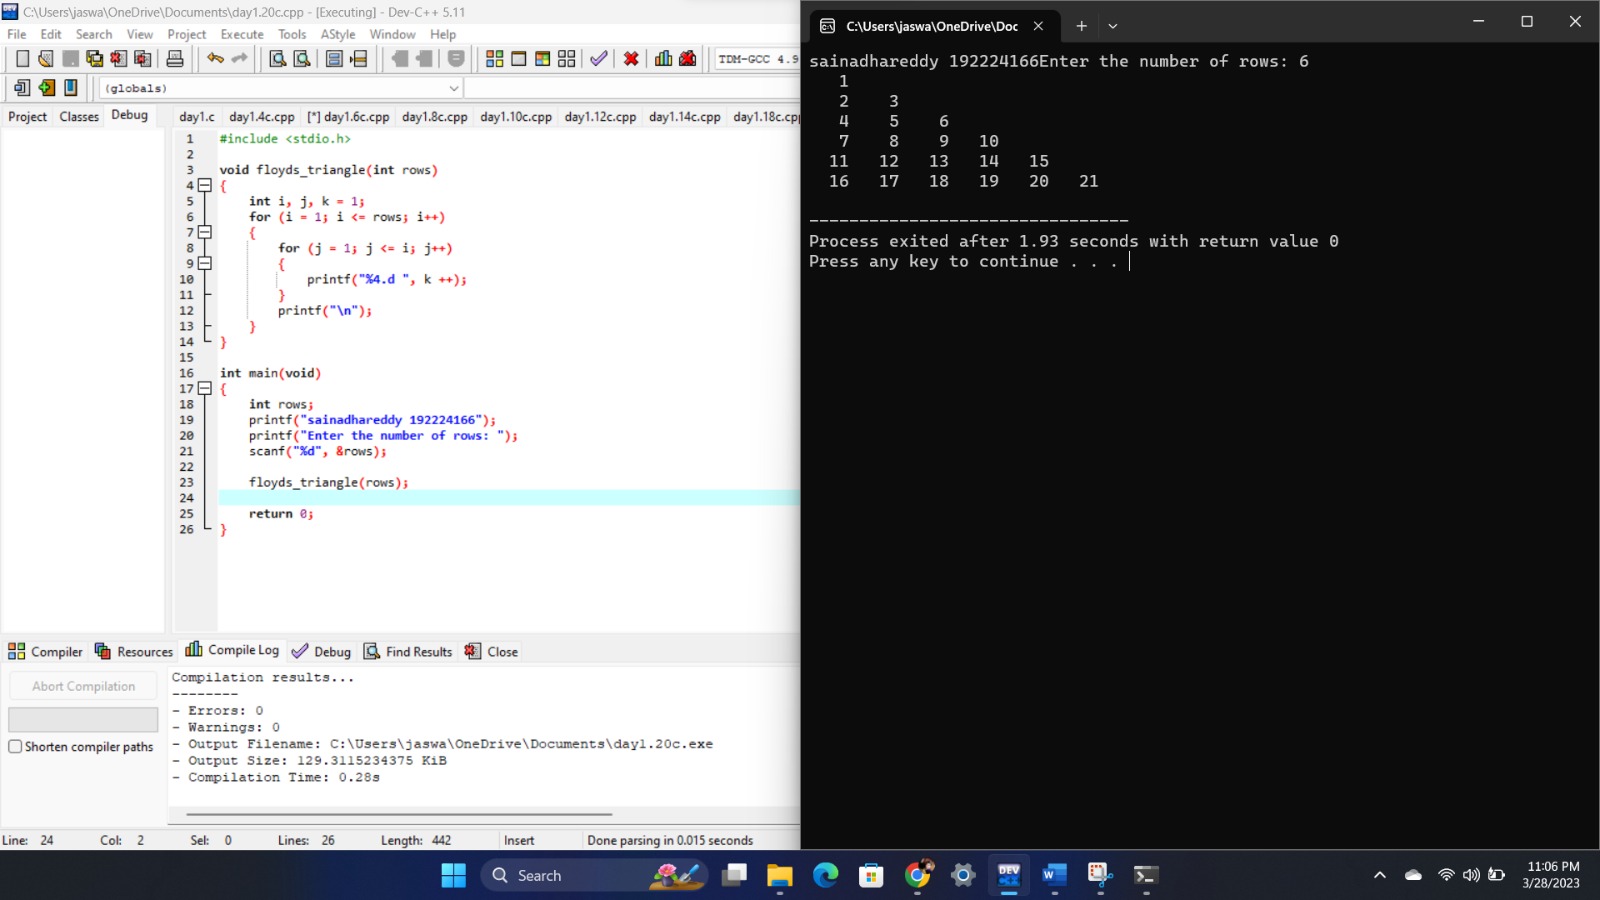 C:\Users\jaswa\OneDrive\Documents\day1.20c.cpp - [Executing] - Dev-C++ 5.11
File Edit Search View Project Execute Tools AStyle Window Help
TDM-GCC 4.9
(globals)
Project Classes Debug
day1.c day1.4c.cpp [*] day1.6c.cpp day1.8c.cpp day1.10c.cpp day1.12c.cpp day1.14c.cpp day1.18c.cpp
1 #include <stdio.h>
2
3 void floyds_triangle(int rows)
4 {
5 int i, j, k = 1;
6 for (i = 1; i <= rows; i++)
7 {
8 for (j = 1; j <= i; j++)
9 {
10 printf("%4.d ", k ++);
11 }
12 printf("\n");
13 }
14 }
15
16 int main(void)
17 {
18 int rows;
19 printf("sainadhareddy 192224166");
20 printf("Enter the number of rows: ");
21 scanf("%d", &rows);
22
23 floyds_triangle(rows);
24
25 return 0;
26 }
Compiler Resources Compile Log Debug Find Results Close
Abort Compilation
Shorten compiler paths
Compilation results...
--------
- Errors: 0
- Warnings: 0
- Output Filename: C:\Users\jaswa\OneDrive\Documents\day1.20c.exe
- Output Size: 129.3115234375 KiB
- Compilation Time: 0.28s
Line: 24 Col: 2 Sel: 0 Lines: 26 Length: 442 Insert Done parsing in 0.015 seconds
C:\Users\jaswa\OneDrive\Doc
sainadhareddy 192224166Enter the number of rows: 6
1
2 3
4 5 6
7 8 9 10
11 12 13 14 15
16 17 18 19 20 21
--------------------------------
Process exited after 1.93 seconds with return value 0
Press any key to continue . . .
Search
DEV
W
11:06 PM
3/28/2023